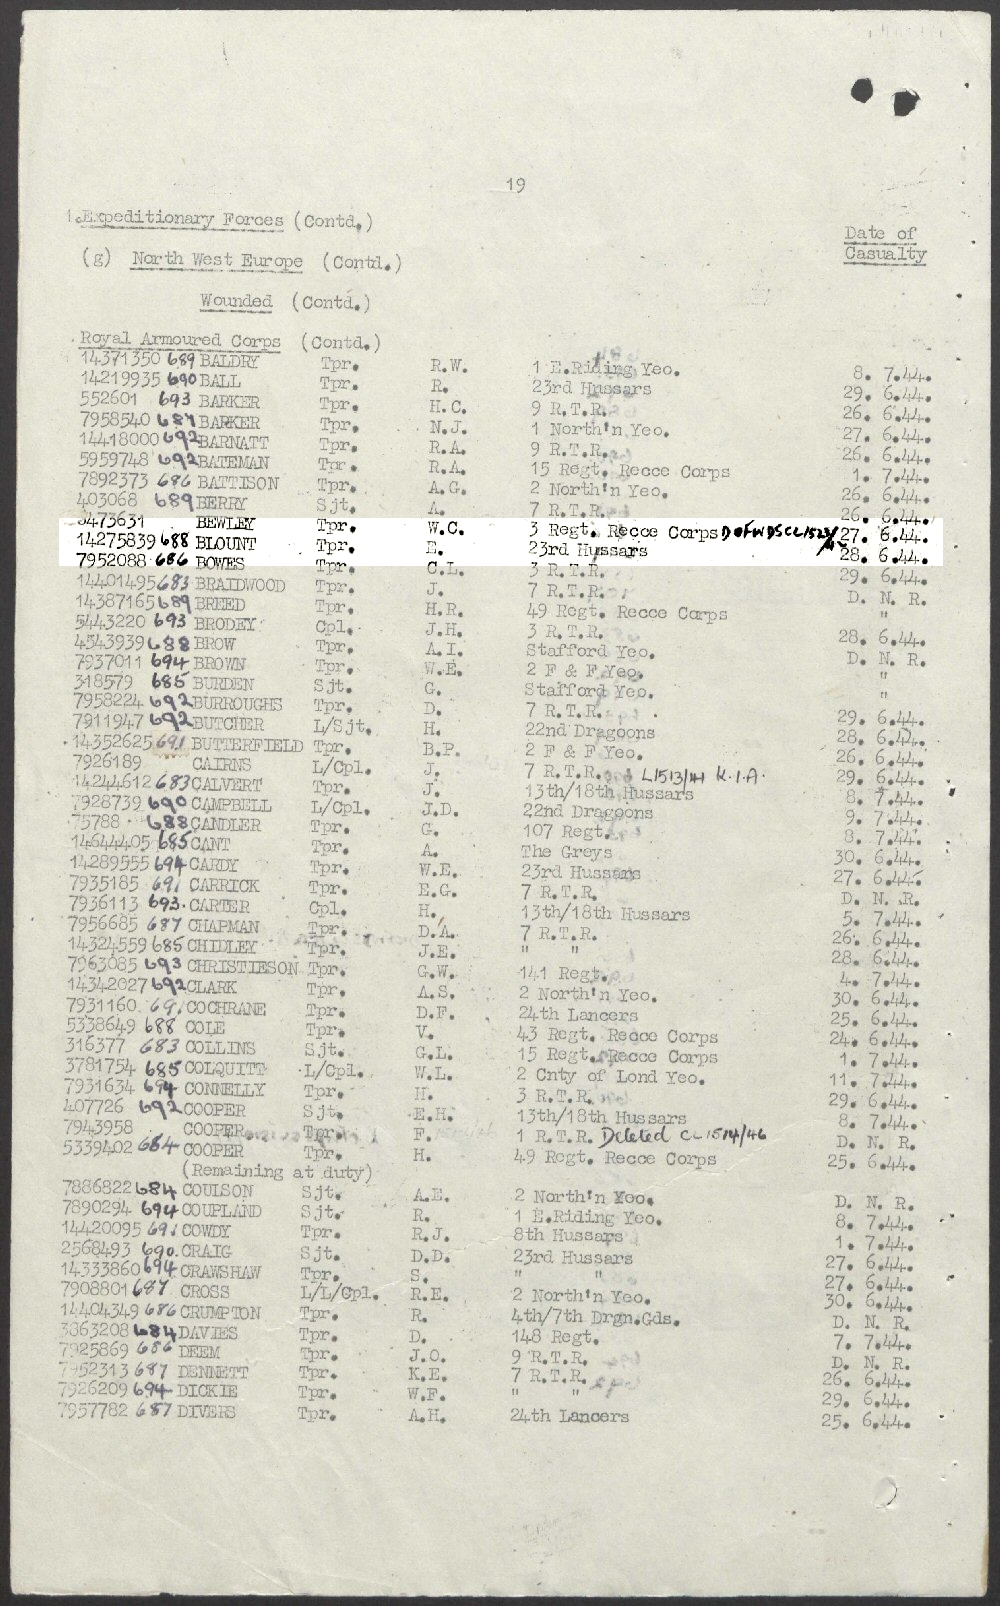 19
1.Expeditionary Forces (Contd.)
(g) North West Europe (Contd.)
Date of
Casualty
Wounded (Contd.)
Royal Armoured Corps (Contd.)
14371350 689 BALDRY Tpr. R.W. 1 E.Riding Yeo. 8. 7.44.
14219935 690 BALL Tpr. R. 23rd Hussars 29. 6.44.
552601 693 BARKER Tpr. H.C. 9 R.T.R. 26. 6.44.
7958540 687 BARKER Tpr. N.J. 1 North'n Yeo. 27. 6.44.
14418000 692 BARNATT Tpr. R.A. 9 R.T.R. 26. 6.44.
5959748 692 BATEMAN Tpr. R.A. 15 Regt. Recce Corps 1. 7.44.
7892373 686 BATTISON Tpr. A.G. 2 North'n Yeo. 26. 6.44.
403068 689 BERRY Sjt. A. 7 R.T.R. 26. 6.44.
6473631 BEWLEY Tpr. W.C. 3 Regt. Recce Corps D OF W DSCL 27. 6.44.
14275839 688 BLOUNT Tpr. E. 23rd Hussars 28. 6.44.
7952088 686 BOWES Tpr. C.L. 3 R.T.R. 29. 6.44.
14401495 683 BRAIDWOOD Tpr. J. 7 R.T.R. D. N. R.
14387165 689 BREED Tpr. H.R. 49 Regt. Recce Corps "
5443220 693 BRODEY Cpl. J.H. 3 R.T.R. 28. 6.44.
4543939 688 BROW Tpr. A.I. Stafford Yeo. D. N. R.
7937011 694 BROWN Tpr. W.E. 2 F & F Yeo. "
318579 685 BURDEN Sjt. G. Stafford Yeo. "
7958224 692 BURROUGHS Tpr. D. 7 R.T.R. 29. 6.44.
7911947 692 BUTCHER L/Sjt. H. 22nd Dragoons 28. 6.44.
14352625 691 BUTTERFIELD Tpr. B.P. 2 F & F Yeo. 26. 6.44.
7926189 CAIRNS L/Cpl. J. 7 R.T.R. L1513/44 K.I.A. 29. 6.44.
14244612 683 CALVERT Tpr. J. 13th/18th Hussars 8. 7.44.
7928739 690 CAMPBELL L/Cpl. J.D. 22nd Dragoons 9. 7.44.
75788 688 CANDLER Tpr. G. 107 Regt. 8. 7.44.
14644405 685 CANT Tpr. A. The Greys 30. 6.44.
14289555 694 CARDY Tpr. W.E. 23rd Hussars 27. 6.44.
7935185 691 CARRICK Tpr. E.G. 7 R.T.R. D. N. R.
7936113 693 CARTER Cpl. H. 13th/18th Hussars 5. 7.44.
7956685 687 CHAPMAN Tpr. D.A. 7 R.T.R. 26. 6.44.
14324559 685 CHIDLEY Tpr. J.E. " " 28. 6.44.
7963085 693 CHRISTIESON Tpr. G.W. 141 Regt. 4. 7.44.
14342027 692 CLARK Tpr. A.S. 2 North'n Yeo. 30. 6.44.
7931160 691 COCHRANE Tpr. D.F. 24th Lancers 25. 6.44.
5338649 688 COLE Tpr. V. 43 Regt. Recce Corps 24. 6.44.
316377 683 COLLINS Sjt. G.L. 15 Regt. Recce Corps 1. 7.44.
3781754 685 COLQUITT L/Cpl. W.L. 2 Cnty of Lond Yeo. 11. 7.44.
7931634 694 CONNELLY Tpr. H. 3 R.T.R. 29. 6.44.
407726 692 COOPER Sjt. E.H. 13th/18th Hussars 8. 7.44.
7943958 COOPER Tpr. F. 1 R.T.R. Deleted CL 1514/46 D. N. R.
5339402 684 COOPER Tpr. H. 49 Regt. Recce Corps 25. 6.44.
(Remaining at duty)
7886822 684 COULSON Sjt. A.E. 2 North'n Yeo. D. N. R.
7890294 694 COUPLAND Sjt. R. 1 E.Riding Yeo. 8. 7.44.
14420095 691 COWDY Tpr. R.J. 8th Hussars 1. 7.44.
2568493 690 CRAIG Sjt. D.D. 23rd Hussars 27. 6.44.
14333860 694 CRAWSHAW Tpr. S. " " 27. 6.44.
7908801 687 CROSS L/L/Cpl. R.E. 2 North'n Yeo. 30. 6.44.
14404349 686 CRUMPTON Tpr. R. 4th/7th Drgn.Gds. D. N. R.
3863208 684 DAVIES Tpr. D. 148 Regt. 7. 7.44.
7925869 686 DEEM Tpr. J.O. 9 R.T.R. D. N. R.
7952313 687 DENNETT Tpr. K.E. 7 R.T.R. 26. 6.44.
7926209 694 DICKIE Tpr. W.F. " " 29. 6.44.
7957782 687 DIVERS Tpr. A.H. 24th Lancers 25. 6.44.